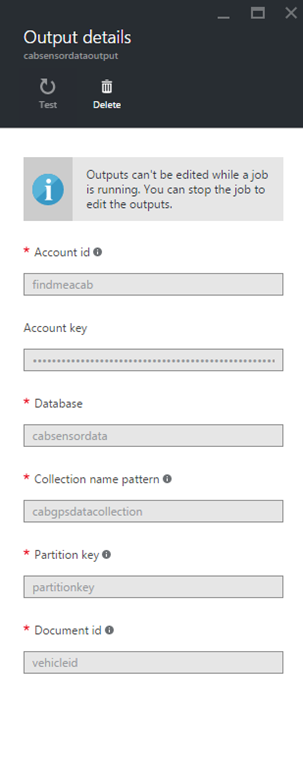 Output details
cabsensordataoutput
Test
Delete
Outputs can't be edited while a job
is running. You can stop the job to
edit the outputs.
* Account id
findmeacab
Account key
* Database
cabsensordata
* Collection name pattern
cabgpsdatacollection
* Partition key
partitionkey
* Document id
vehicleid